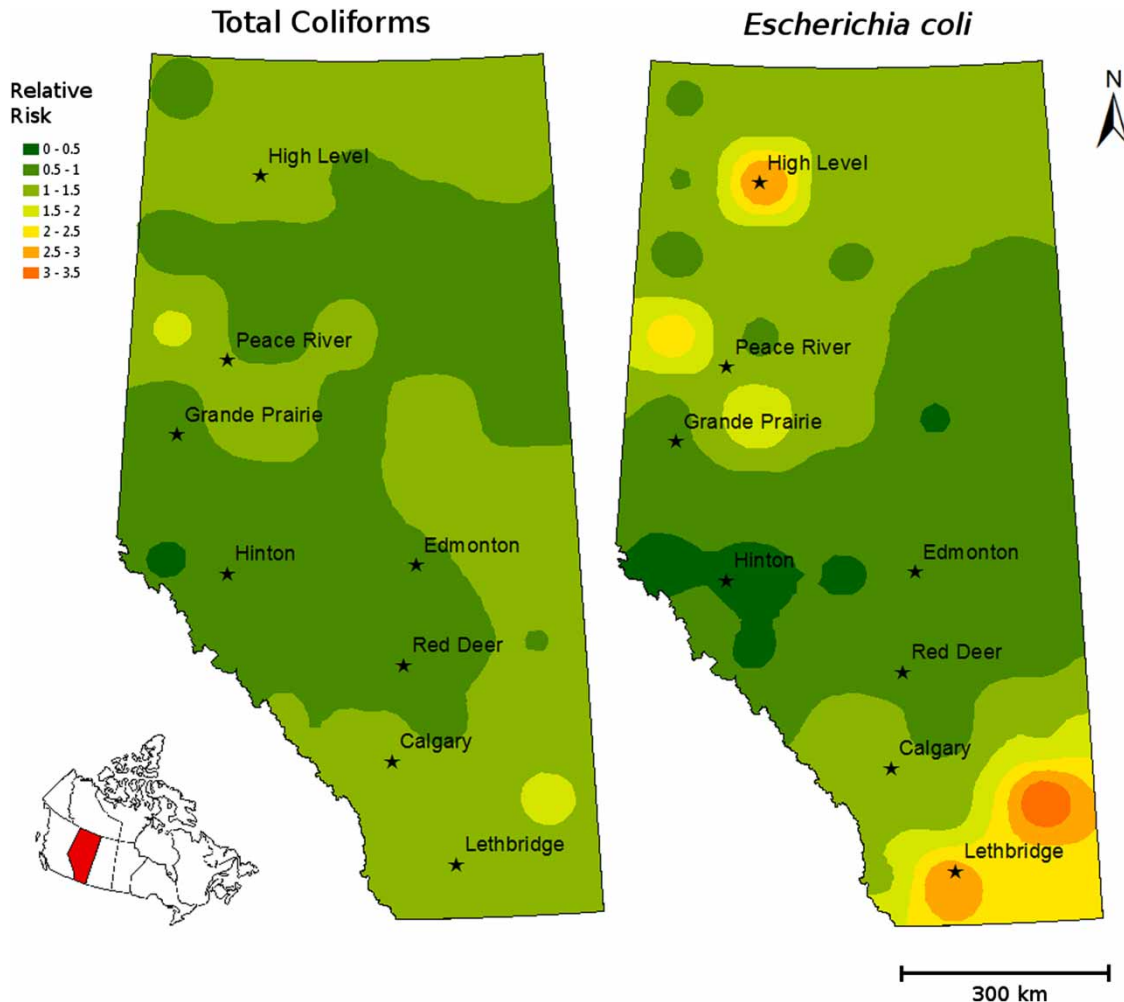 Total Coliforms
Escherichia coli
N
Relative
Risk
0 - 0.5
0.5 - 1
1 - 1.5
1.5 - 2
2 - 2.5
2.5 - 3
3 - 3.5
High Level
Peace River
Grande Prairie
Hinton
Edmonton
Red Deer
Calgary
Lethbridge
High Level
Peace River
Grande Prairie
Hinton
Edmonton
Red Deer
Calgary
Lethbridge
300 km